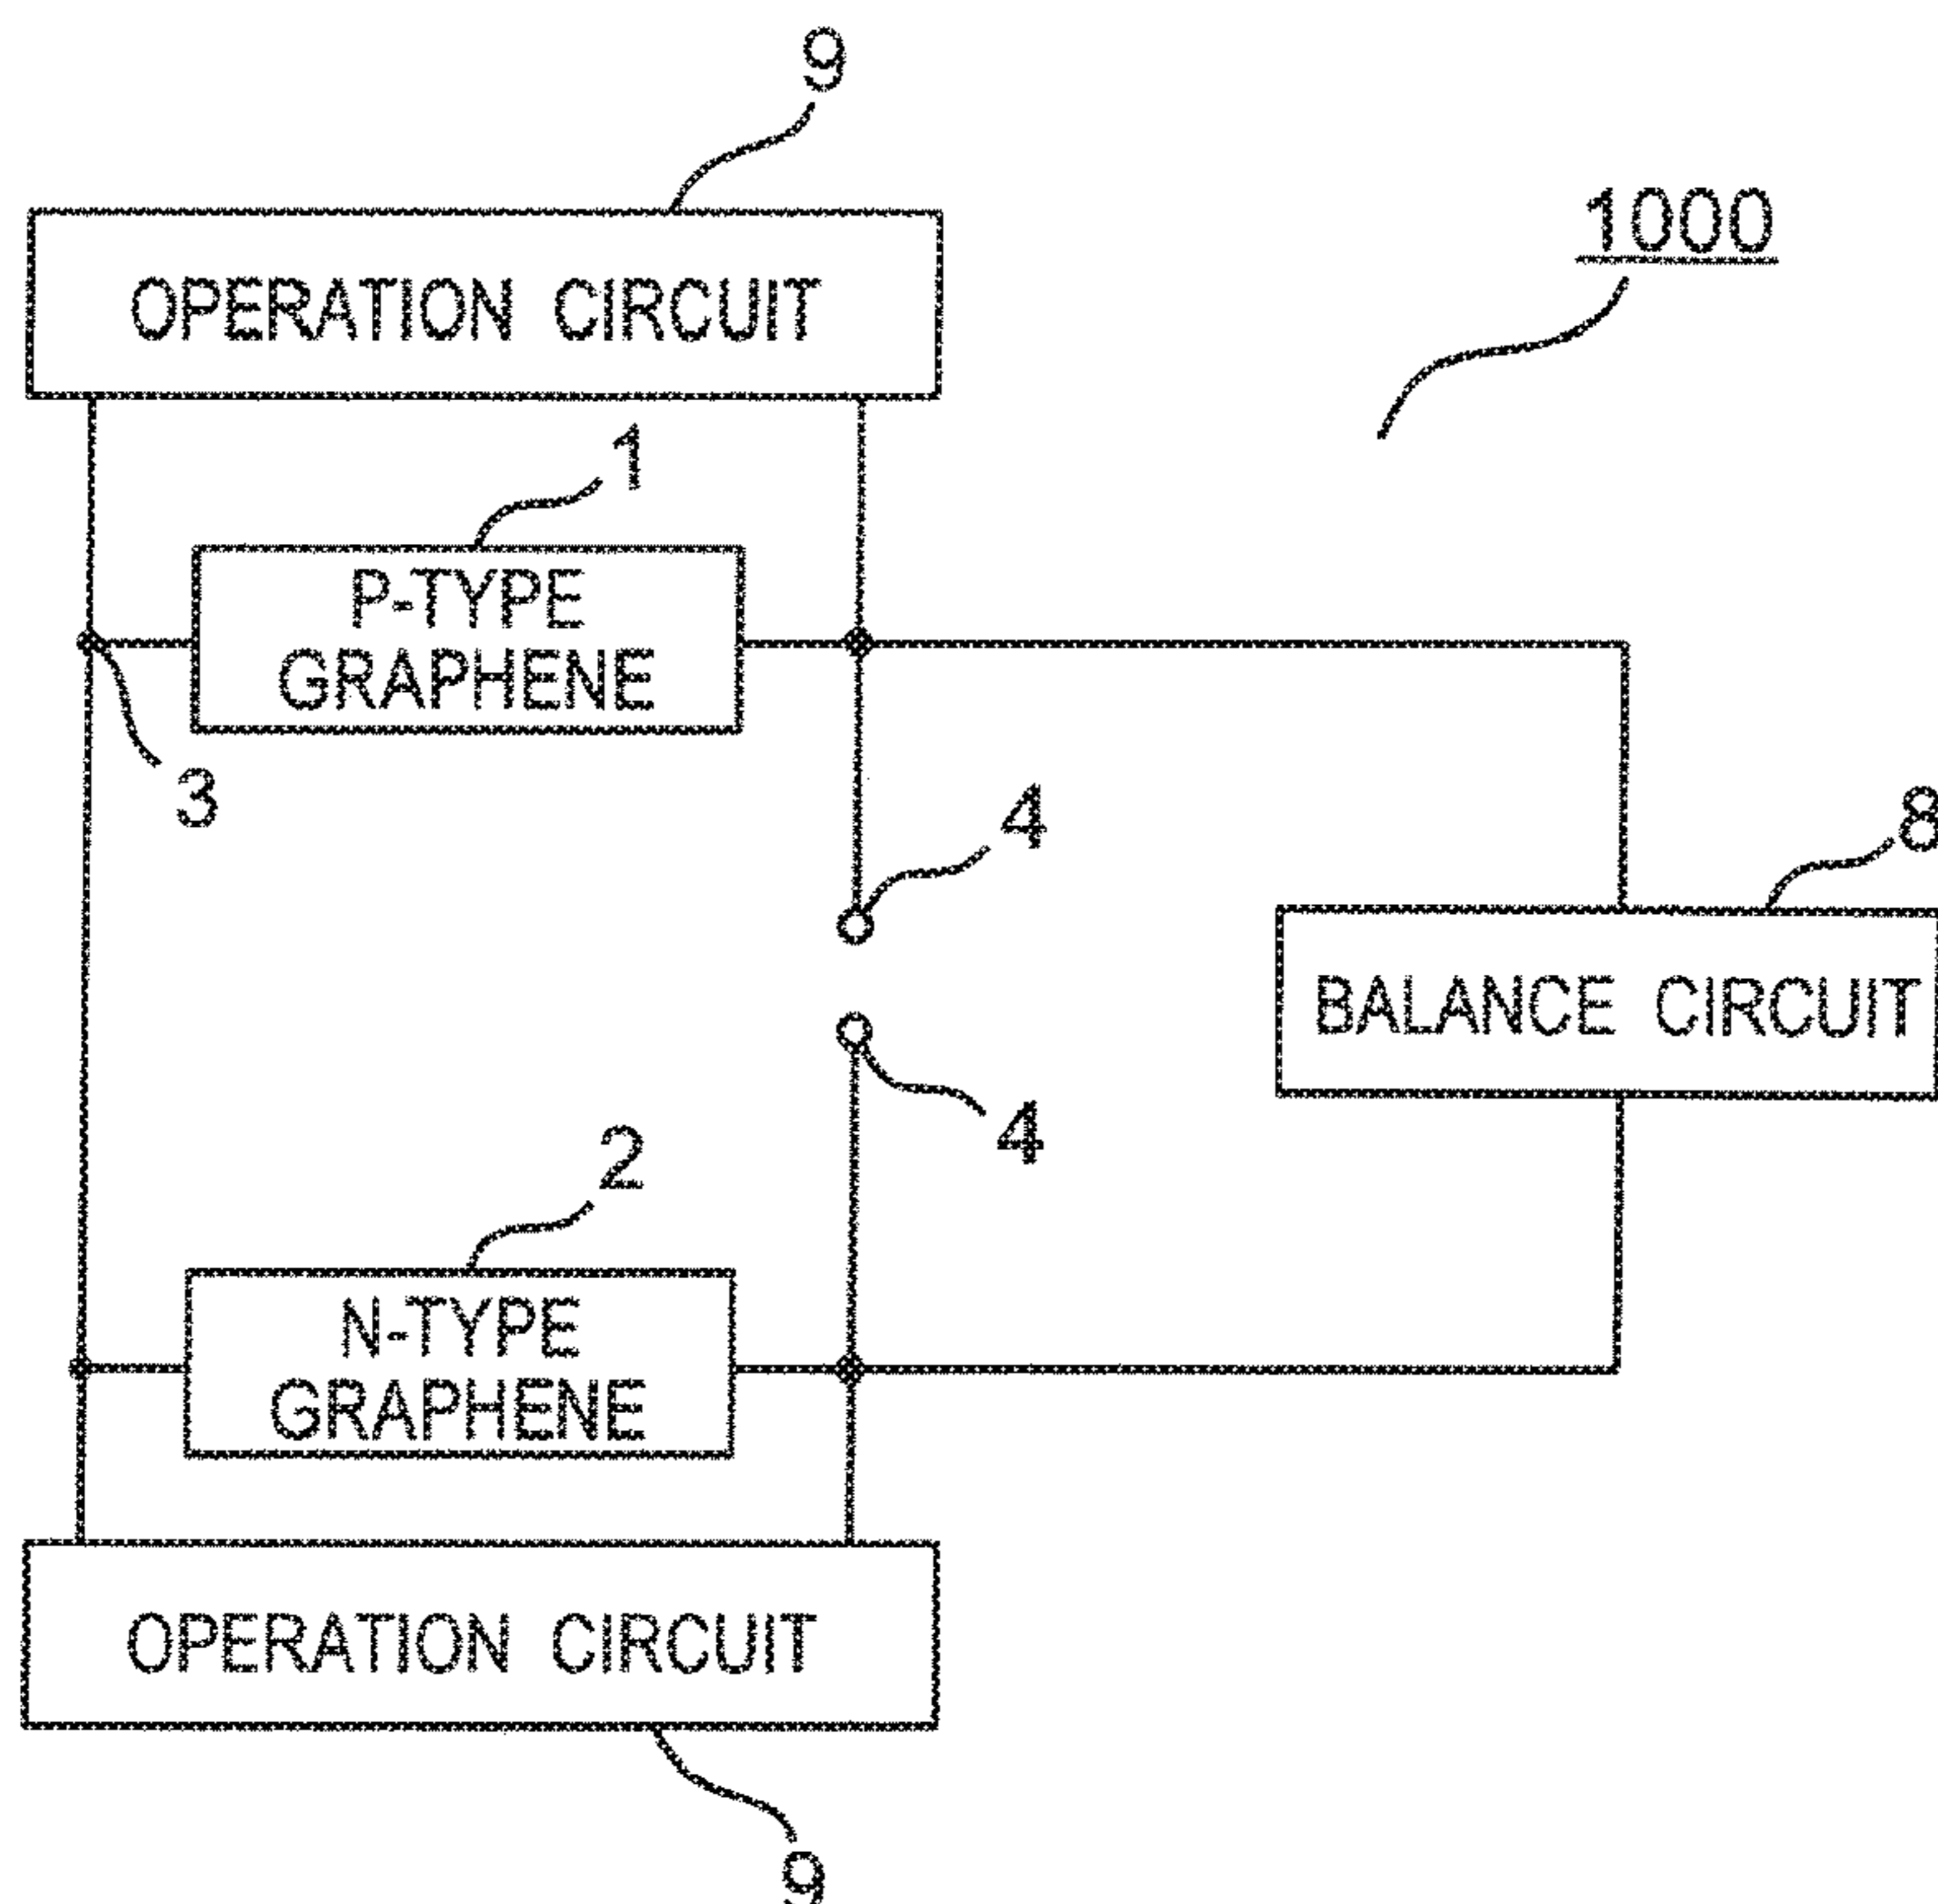 9
1000
OPERATION CIRCUIT
1
P-TYPE
GRAPHENE
3
4
8
BALANCE CIRCUIT
4
2
N-TYPE
GRAPHENE
OPERATION CIRCUIT
9